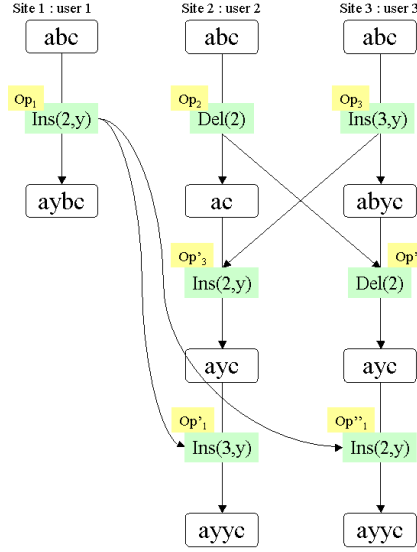 Site 1 : user 1 Site 2 : user 2 Site 3 : user 3
abc abc abc
Op1 Op2 Op3
Ins(2,y) Del(2) Ins(3,y)
aybc ac abyc
Op’3 Op’
Ins(2,y) Del(2)
ayc ayc
Op’1 Op’’1
Ins(3,y) Ins(2,y)
ayyc ayyc